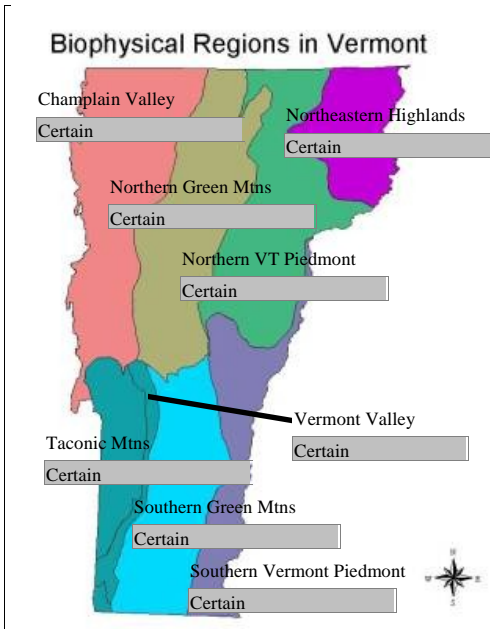 Biophysical Regions in Vermont
Champlain Valley
Certain
Northeastern Highlands
Certain
Northern Green Mtns
Certain
Northern VT Piedmont
Certain
Vermont Valley
Certain
Taconic Mtns
Certain
Southern Green Mtns
Certain
Southern Vermont Piedmont
Certain
N
W E
S